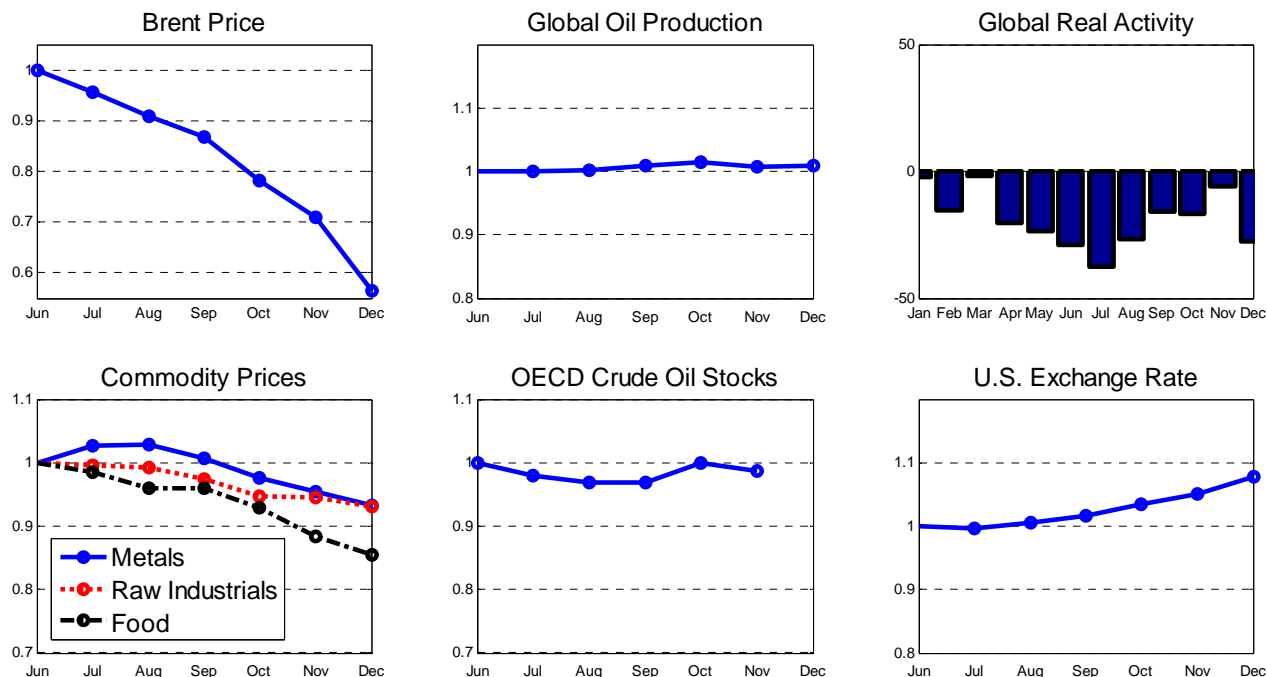 Brent Price
1
0.9
0.8
0.7
0.6
Jun Jul Aug Sep Oct Nov Dec
Global Oil Production
1.1
1
0.9
0.8
Jun Jul Aug Sep Oct Nov Dec
Global Real Activity
50
0
-50
Jan Feb Mar Apr May Jun Jul Aug Sep Oct Nov Dec
Commodity Prices
1.1
1
0.9
0.8
0.7
Metals
Raw Industrials
Food
Jun Jul Aug Sep Oct Nov Dec
OECD Crude Oil Stocks
1.1
1
0.9
0.8
0.7
Jun Jul Aug Sep Oct Nov Dec
U.S. Exchange Rate
1.1
1
0.9
0.8
Jun Jul Aug Sep Oct Nov Dec